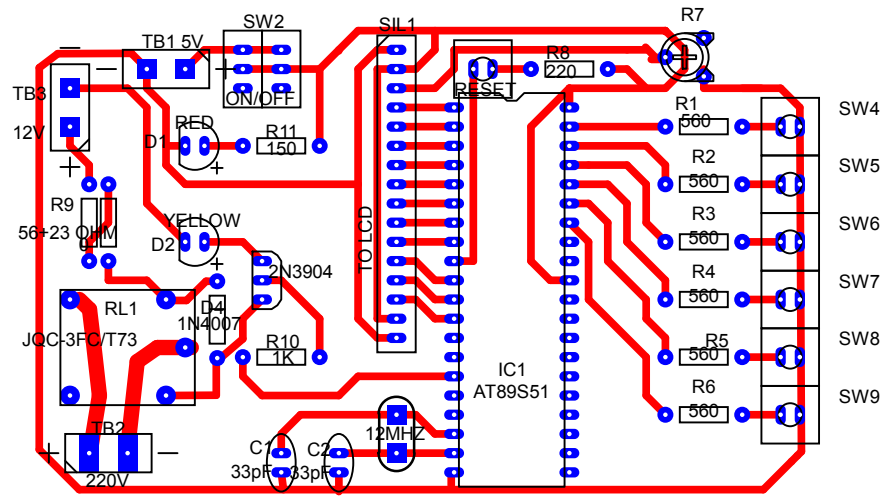 TB1 5V
SW2
SIL1
R7
TB3
ON/OFF
R8
220
RESET
12V
RED
D1
R11
150
R1
560
SW4
R2
560
SW5
R9
56+23 OHM
YELLOW
D2
TO LCD
R3
560
SW6
2N3904
R4
560
SW7
RL1
D4
1N4007
JQC-3FC/T73
R10
1K
IC1
AT89S51
R5
560
SW8
R6
560
SW9
TB2
220V
12MHZ
C1
33pF
C2
33pF